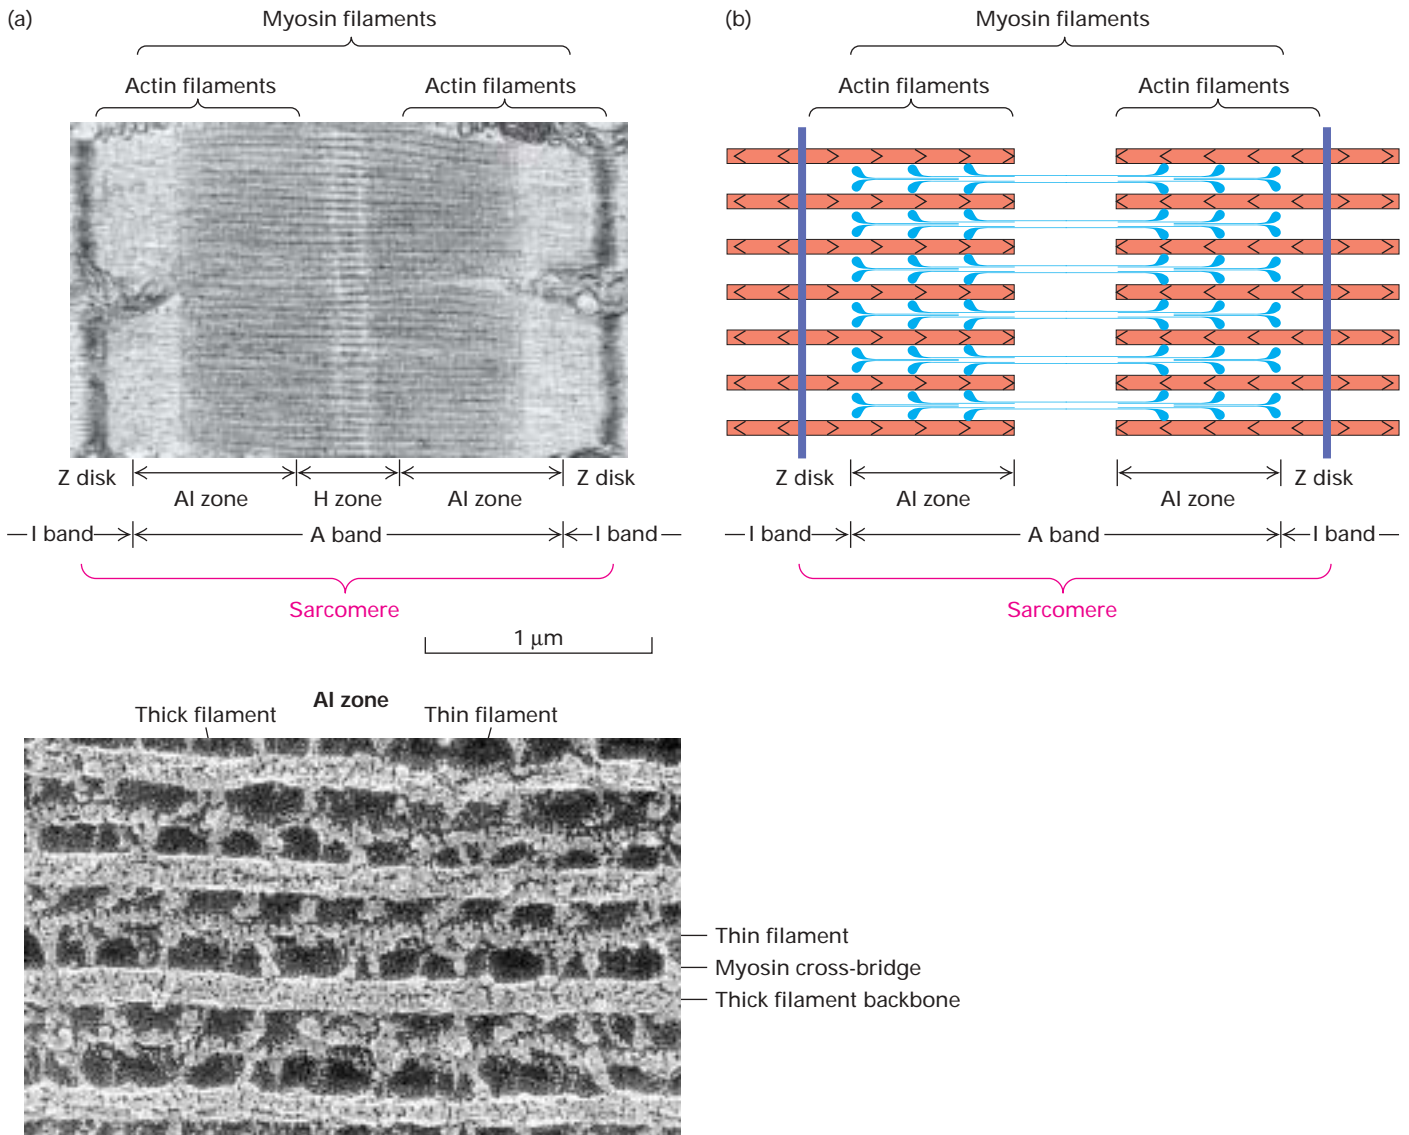 (a)
Myosin filaments
Actin filaments Actin filaments
Z disk Z disk
AI zone H zone AI zone
I band A band I band
Sarcomere
1 μm
(b)
Myosin filaments
Actin filaments Actin filaments
Z disk Z disk
AI zone AI zone
I band A band I band
Sarcomere
AI zone
Thick filament Thin filament
Thin filament
Myosin cross-bridge
Thick filament backbone